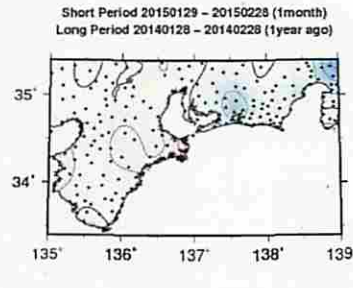 Short Period 20150129 – 20150228 (1month)
Long Period 20140128 – 20140228 (1year ago)
35˚
34˚
135˚ 136˚ 137˚ 138˚ 139